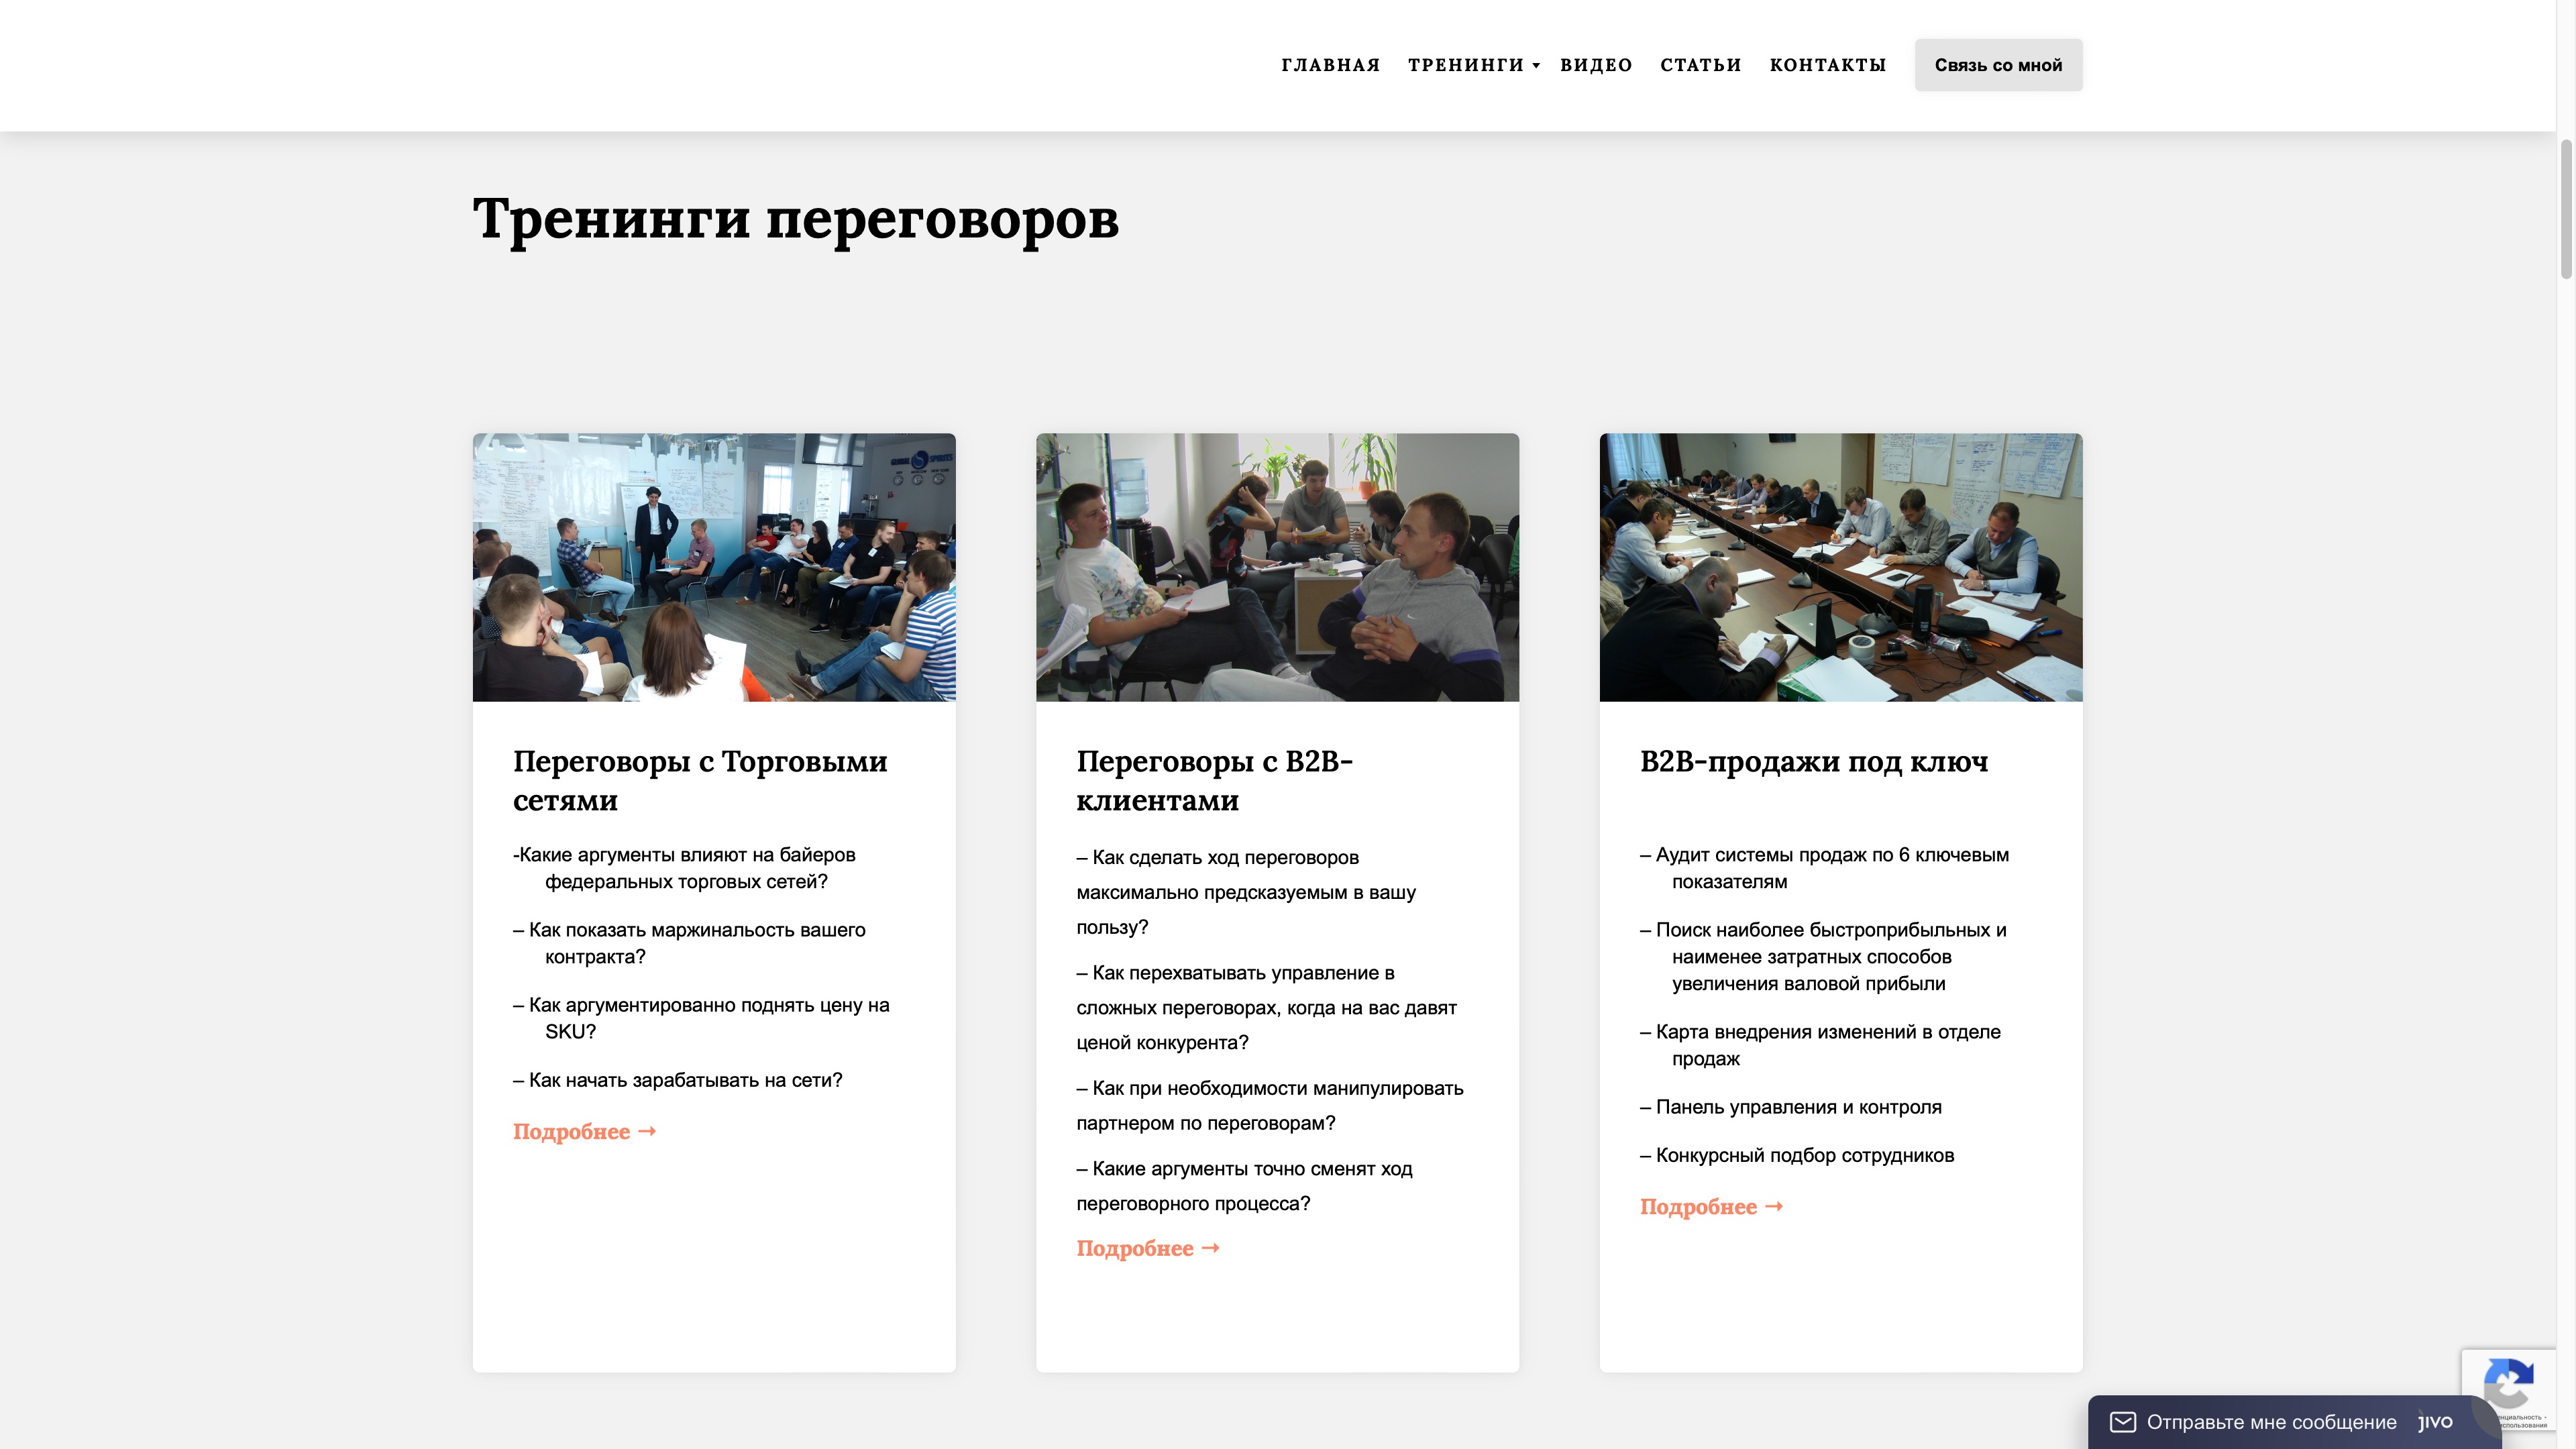 ГЛАВНАЯ ТРЕНИНГИ ВИДЕО СТАТЬИ КОНТАКТЫ Связь со мной
Тренинги переговоров
GLOBAL SPIRITS
Переговоры с Торговыми
сетями
-Какие аргументы влияют на байеров
федеральных торговых сетей?
– Как показать маржинальость вашего
контракта?
– Как аргументированно поднять цену на
SKU?
– Как начать зарабатывать на сети?
Подробнее →
Переговоры с B2B-
клиентами
– Как сделать ход переговоров
максимально предсказуемым в вашу
пользу?
– Как перехватывать управление в
сложных переговорах, когда на вас давят
ценой конкурента?
– Как при необходимости манипулировать
партнером по переговорам?
– Какие аргументы точно сменят ход
переговорного процесса?
Подробнее →
B2B-продажи под ключ
– Аудит системы продаж по 6 ключевым
показателям
– Поиск наиболее быстроприбыльных и
наименее затратных способов
увеличения валовой прибыли
– Карта внедрения изменений в отделе
продаж
– Панель управления и контроля
– Конкурсный подбор сотрудников
Подробнее →
Отправьте мне сообщение jivo